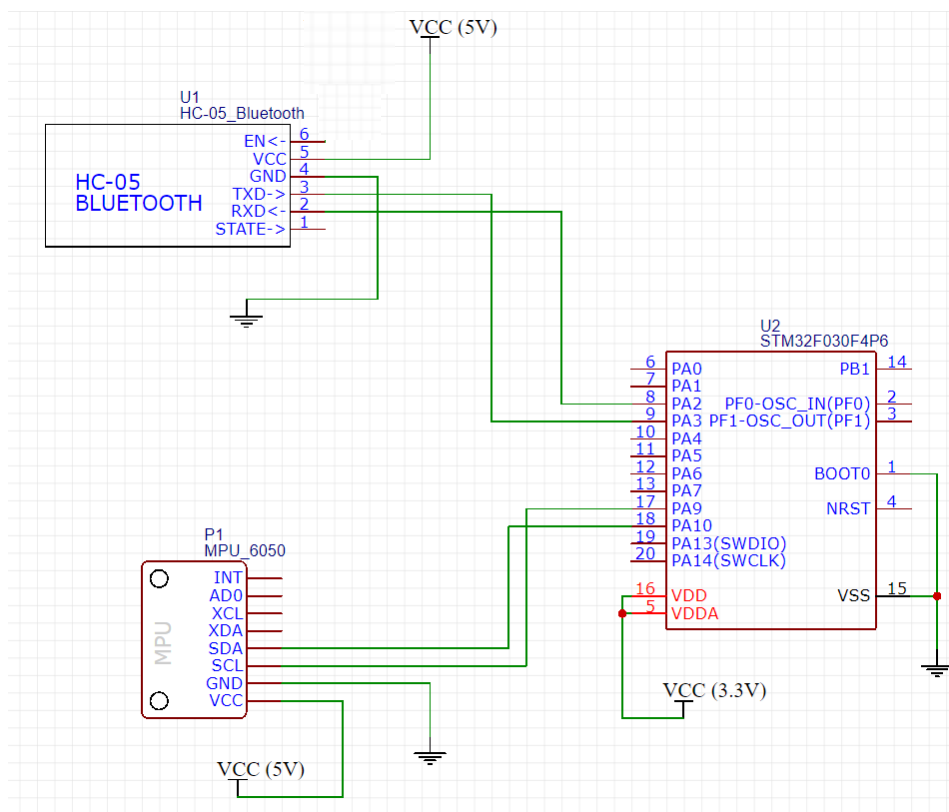 VCC (5V)
U1
HC-05_Bluetooth
HC-05
BLUETOOTH
EN<- 6
VCC 5
GND 4
TXD-> 3
RXD<- 2
STATE-> 1
U2
STM32F030F4P6
6 PA0 PB1 14
7 PA1
8 PA2 PF0-OSC_IN(PF0) 2
9 PA3 PF1-OSC_OUT(PF1) 3
10 PA4
11 PA5
12 PA6 BOOT0 1
13 PA7
17 PA9 NRST 4
18 PA10
19 PA13(SWDIO)
20 PA14(SWCLK)
16 VDD VSS 15
5 VDDA
VCC (3.3V)
P1
MPU_6050
MPU
INT
AD0
XCL
XDA
SDA
SCL
GND
VCC
VCC (5V)